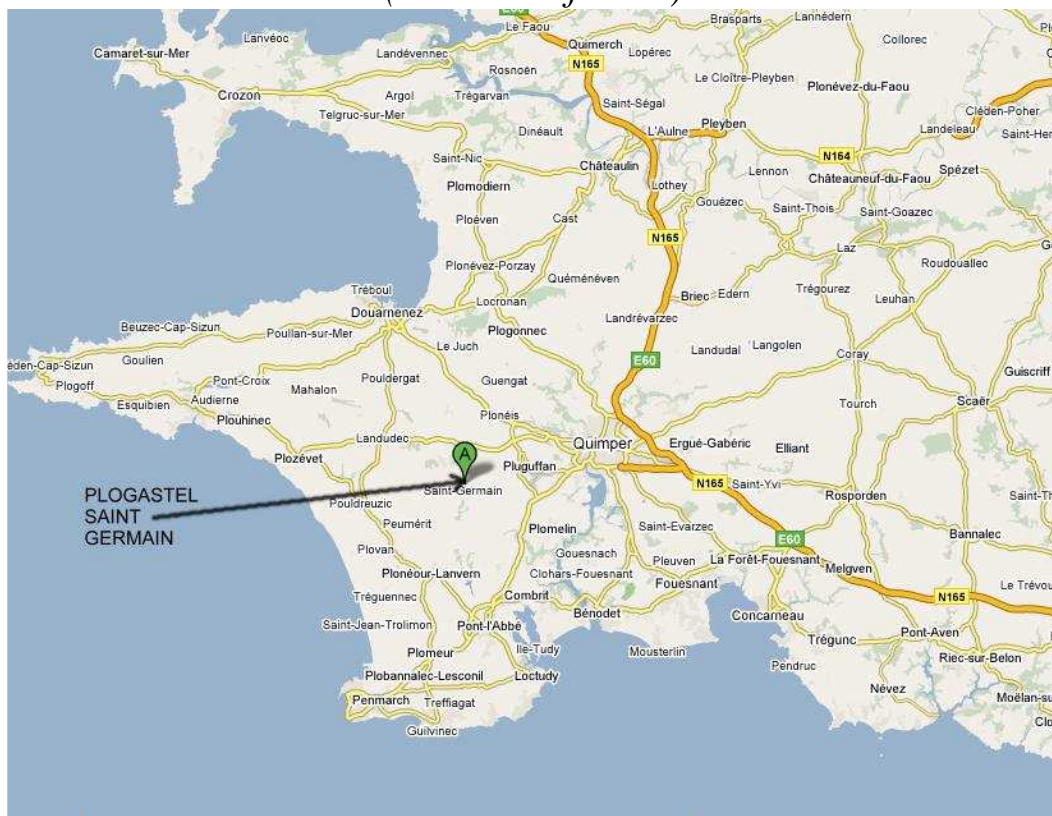 Le Faou
Brasparts
Lannédern
Collorec
Lanvéoc
Landévennec
Quimerch
Lopérec
Camaret-sur-Mer
Rosnoën
N165
Le Cloître-Pleyben
Plonévez-du-Faou
Crozon
Argol
Trégarvan
Saint-Ségal
Cléden-Poher
Telgruc-sur-Mer
Dinéault
L'Aulne
Pleyben
Landeleau
Saint-Nic
Châteaulin
N164
Plomodiern
Lothey
Lennon
Châteauneuf-du-Faou
Spézet
Ploéven
Cast
Gouézec
Saint-Thois
Saint-Goazec
N165
Laz
Plonévez-Porzay
Quéménéven
Roudouallec
Tréboul
Locronan
Briec
Edern
Trégourez
Leuhan
Douarnenez
Landrévarzec
Beuzec-Cap-Sizun
Poullan-sur-Mer
Plogonnec
Le Juch
Landudal
Langolen
Coray
Goulien
E60
Guiscriff
Plogoff
Pont-Croix
Mahalon
Pouldergat
Guengat
Esquibien
Audierne
Tourch
Scaër
Plouhinec
Plonéis
Landudec
Quimper
Ergué-Gabéric
Elliant
Plozévet
A
Pluguffan
Saint-Germain
N165
Saint-Yvi
PLOGASTEL
SAINT
GERMAIN
Pouldreuzic
Rosporden
Peumérit
Plomelin
Saint-Evarzec
Bannalec
Plovan
E60
Gouesnach
Pleuven
La Forêt-Fouesnant
Melgven
Plonéour-Lanvern
Clohars-Fouesnant
Fouesnant
Tréguennec
Combrit
N165
Bénodet
Concarneau
Saint-Jean-Trolimon
Pont-l'Abbé
Trégunc
Pont-Aven
Ile-Tudy
Mousterlin
Plomeur
Pendruc
Riec-sur-Belon
Plobannalec-Lesconil
Loctudy
Penmarch
Treffiagat
Névez
Guilvinec